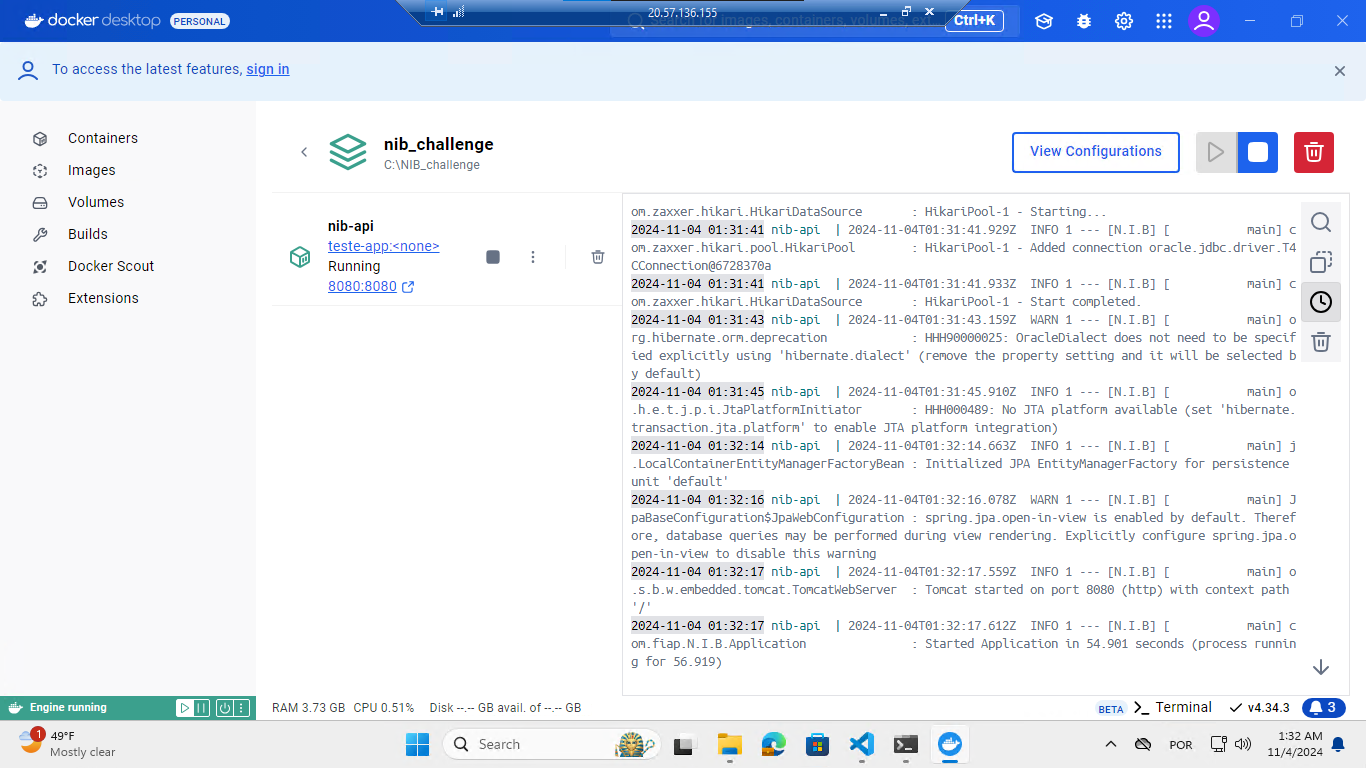 docker desktop PERSONAL
20.57.136.155
Search for images, containers, volumes, ext... Ctrl+K
To access the latest features, sign in
Containers
Images
Volumes
Builds
Docker Scout
Extensions
nib_challenge
C:\NIB_challenge
View Configurations
nib-api
teste-app:<none>
Running
8080:8080
om.zaxxer.hikari.HikariDataSource       : HikariPool-1 - Starting...
2024-11-04 01:31:41 nib-api  | 2024-11-04T01:31:41.929Z  INFO 1 --- [N.I.B] [           main] c
om.zaxxer.hikari.pool.HikariPool        : HikariPool-1 - Added connection oracle.jdbc.driver.T4
CConnection@6728370a
2024-11-04 01:31:41 nib-api  | 2024-11-04T01:31:41.933Z  INFO 1 --- [N.I.B] [           main] c
om.zaxxer.hikari.HikariDataSource       : HikariPool-1 - Start completed.
2024-11-04 01:31:43 nib-api  | 2024-11-04T01:31:43.159Z  WARN 1 --- [N.I.B] [           main] o
rg.hibernate.orm.deprecation            : HHH90000025: OracleDialect does not need to be specif
ied explicitly using 'hibernate.dialect' (remove the property setting and it will be selected b
y default)
2024-11-04 01:31:45 nib-api  | 2024-11-04T01:31:45.910Z  INFO 1 --- [N.I.B] [           main] o
.h.e.t.j.p.i.JtaPlatformInitiator       : HHH000489: No JTA platform available (set 'hibernate.
transaction.jta.platform' to enable JTA platform integration)
2024-11-04 01:32:14 nib-api  | 2024-11-04T01:32:14.663Z  INFO 1 --- [N.I.B] [           main] j
.LocalContainerEntityManagerFactoryBean : Initialized JPA EntityManagerFactory for persistence
unit 'default'
2024-11-04 01:32:16 nib-api  | 2024-11-04T01:32:16.078Z  WARN 1 --- [N.I.B] [           main] J
paBaseConfiguration$JpaWebConfiguration : spring.jpa.open-in-view is enabled by default. Theref
ore, database queries may be performed during view rendering. Explicitly configure spring.jpa.o
pen-in-view to disable this warning
2024-11-04 01:32:17 nib-api  | 2024-11-04T01:32:17.559Z  INFO 1 --- [N.I.B] [           main] o
.s.b.w.embedded.tomcat.TomcatWebServer  : Tomcat started on port 8080 (http) with context path
'/'
2024-11-04 01:32:17 nib-api  | 2024-11-04T01:32:17.612Z  INFO 1 --- [N.I.B] [           main] c
om.fiap.N.I.B.Application               : Started Application in 54.901 seconds (process runnin
g for 56.919)
Engine running
RAM 3.73 GB CPU 0.51% Disk --.-- GB avail. of --.-- GB
BETA Terminal v4.34.3 3
1
49°F
Mostly clear
Search
POR
1:32 AM
11/4/2024